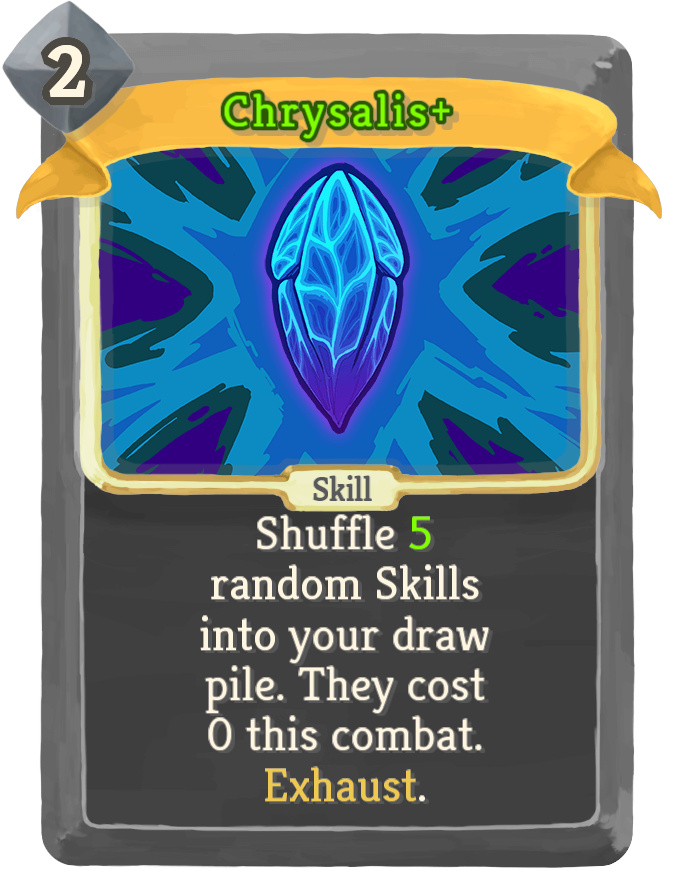 2
Chrysalis+
Skill
Shuffle 5
random Skills
into your draw
pile. They cost
0 this combat.
Exhaust.